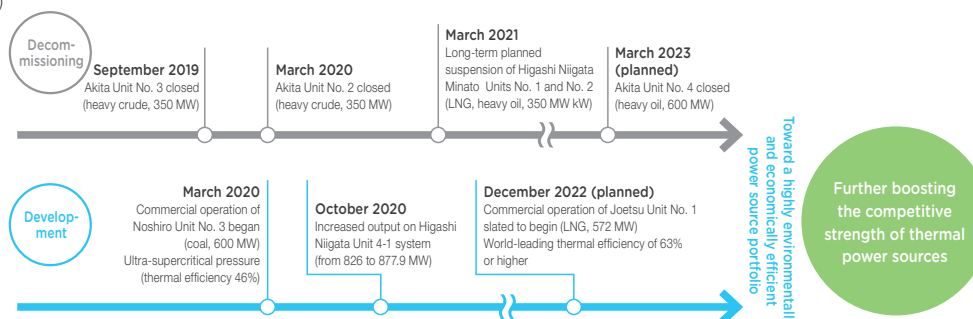 )
Decom-
missioning
September 2019
Akita Unit No. 3 closed
(heavy crude, 350 MW)
March 2020
Akita Unit No. 2 closed
(heavy crude, 350 MW)
March 2021
Long-term planned
suspension of Higashi Niigata
Minato Units No. 1 and No. 2
(LNG, heavy oil, 350 MW kW)
March 2023
(planned)
Akita Unit No. 4 closed
(heavy oil, 600 MW)
Develop-
ment
March 2020
Commercial operation of
Noshiro Unit No. 3 began
(coal, 600 MW)
Ultra-supercritical pressure
(thermal efficiency 46%)
October 2020
Increased output on Higashi
Niigata Unit 4-1 system
(from 826 to 877.9 MW)
December 2022 (planned)
Commercial operation of Joetsu Unit No. 1
slated to begin (LNG, 572 MW)
World-leading thermal efficiency of 63%
or higher
Toward a highly environmentall
and economically efficient
power source portfolio
Further boosting
the competitive
strength of thermal
power sources